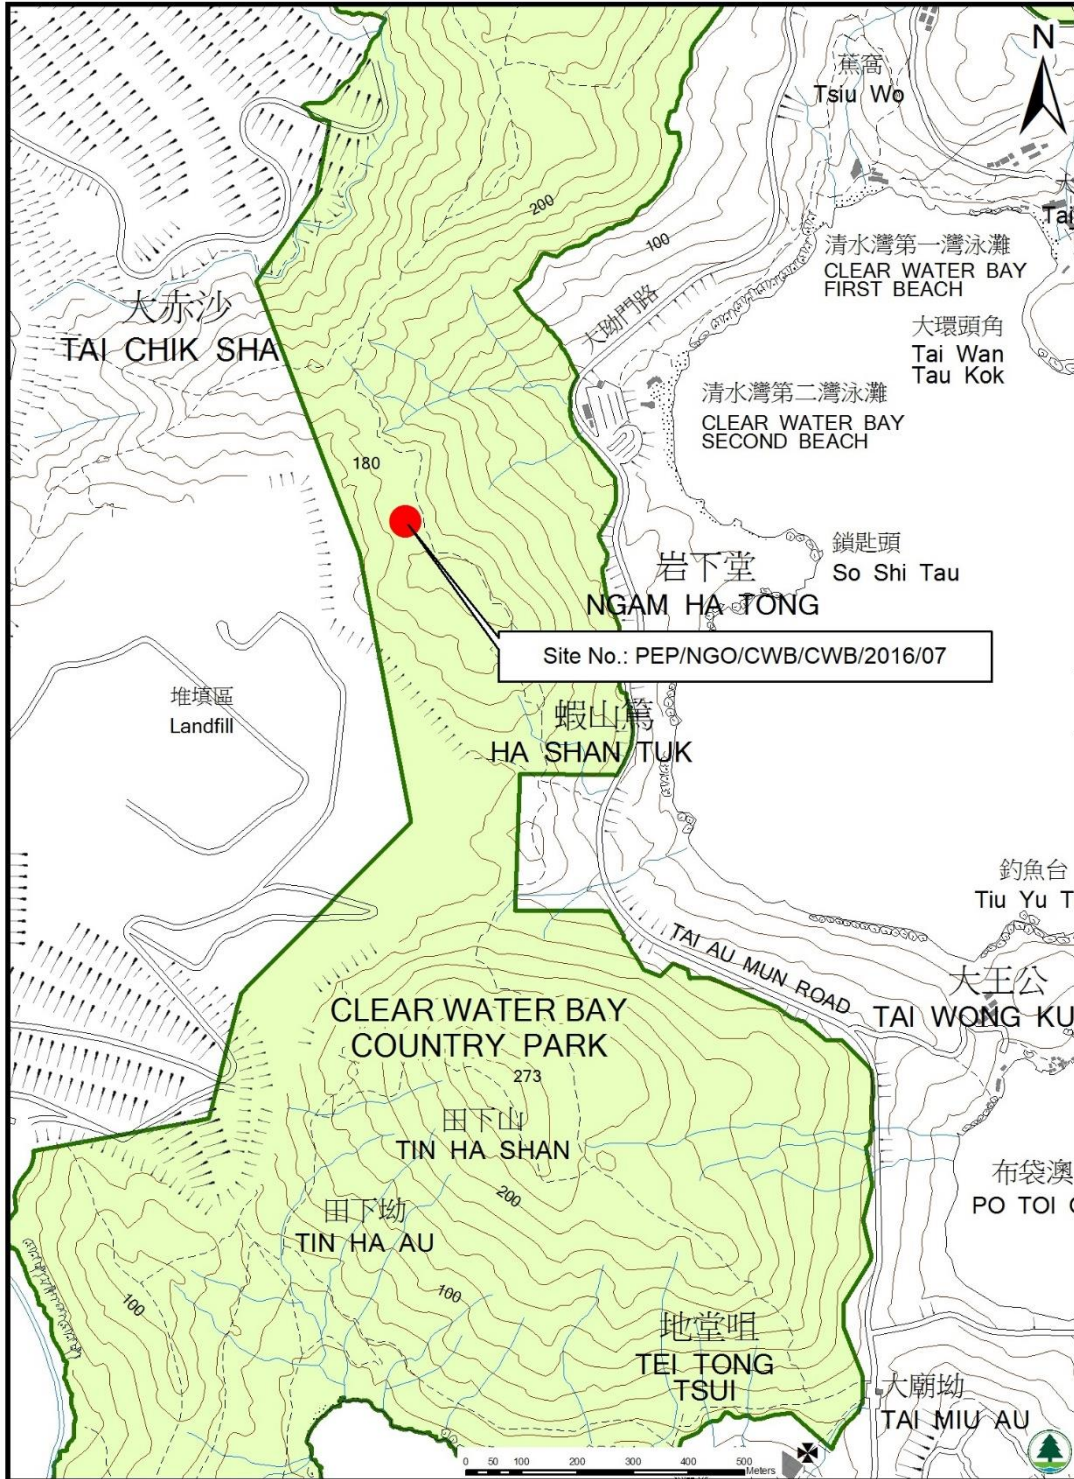 N
蕉窩
Tsiu Wo
200
100
大
Tai
清水灣第一灣泳灘
CLEAR WATER BAY
FIRST BEACH
大赤沙
TAI CHIK SHA
大坳門路
大環頭角
Tai Wan
Tau Kok
清水灣第二灣泳灘
CLEAR WATER BAY
SECOND BEACH
180
鎖匙頭
So Shi Tau
岩下堂
NGAM HA TONG
Site No.: PEP/NGO/CWB/CWB/2016/07
堆填區
Landfill
蝦山篤
HA SHAN TUK
釣魚台
Tiu Yu T
TAI AU MUN ROAD
大王公
TAI WONG KU
CLEAR WATER BAY
COUNTRY PARK
273
田下山
TIN HA SHAN
布袋澳
PO TOI O
200
田下坳
TIN HA AU
100
100
地堂咀
TEI TONG
TSUI
大廟坳
TAI MIU AU
0 50 100 200 300 400 500
Meters